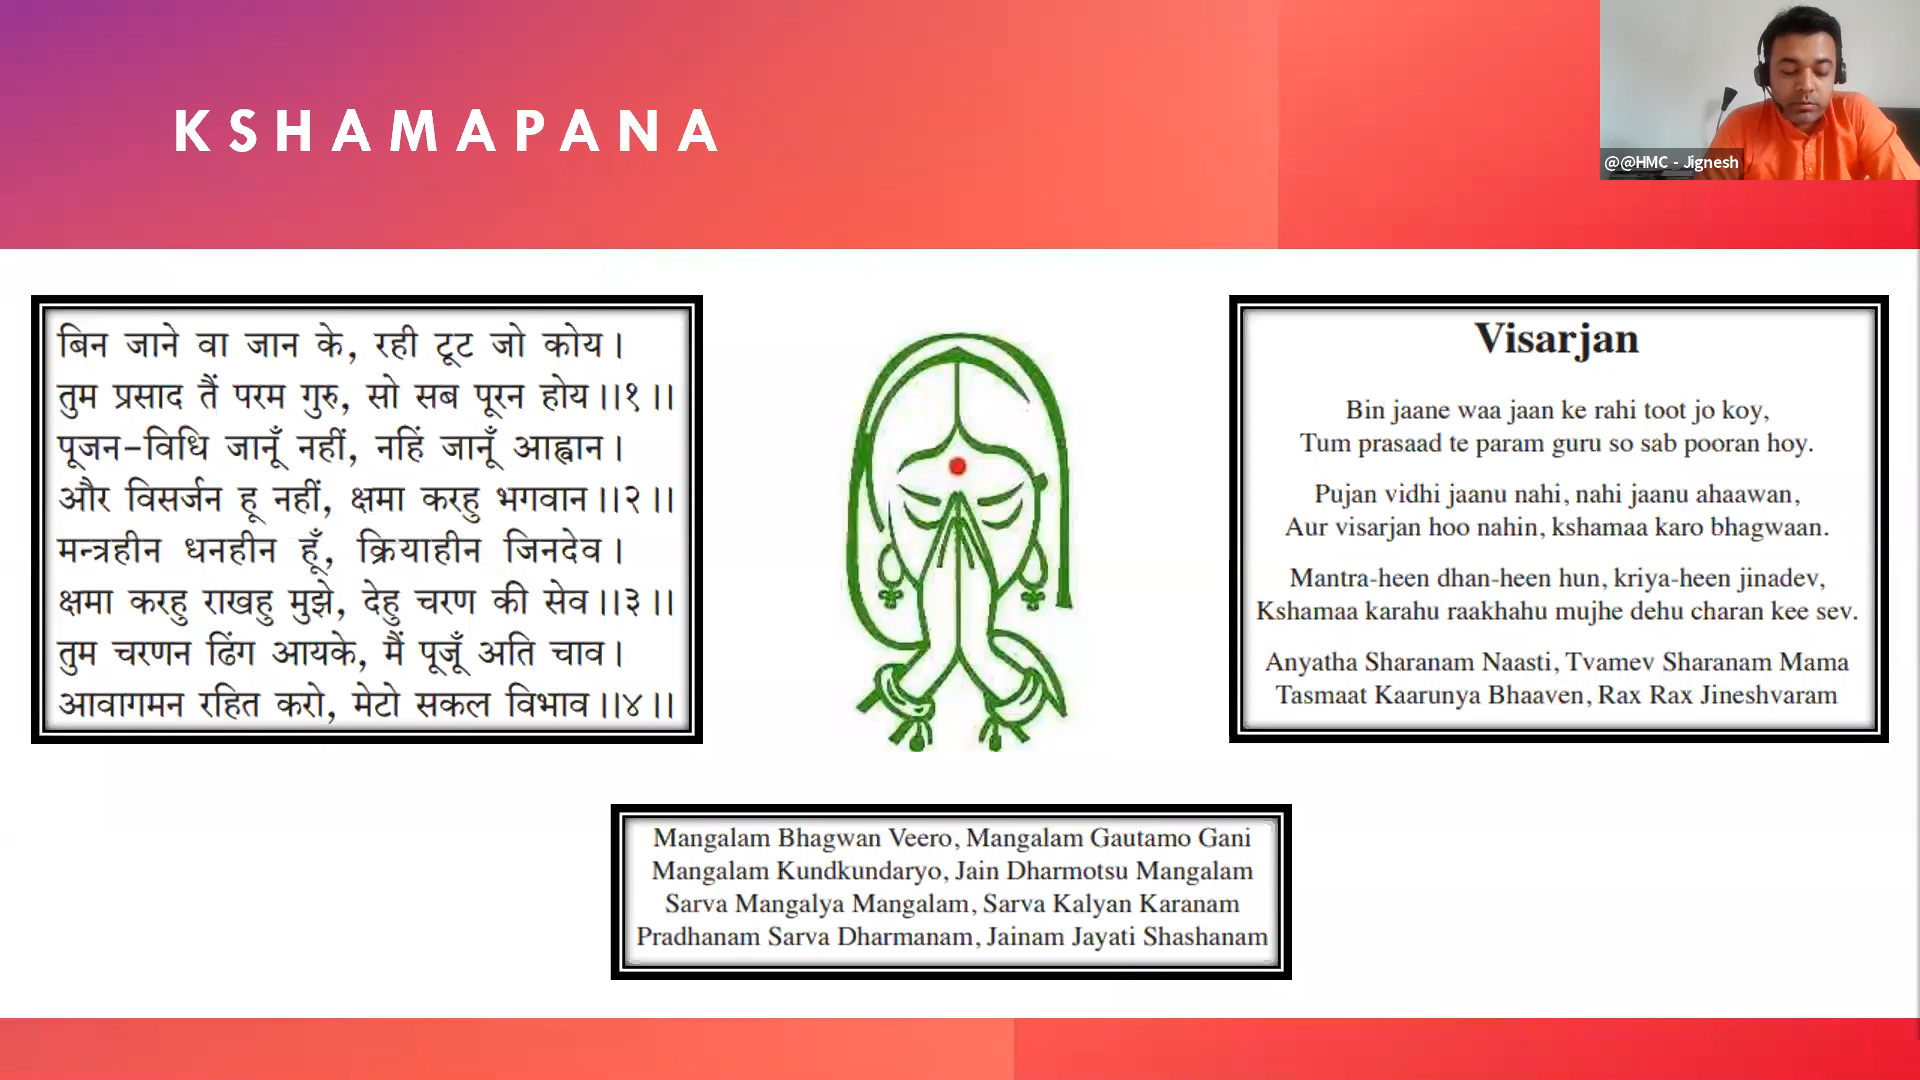 KSHAMAPANA
@@HMC - Jignesh
बिन जाने वा जान के, रही टूट जो कोय।
तुम प्रसाद तैं परम गुरु, सो सब पूरन होय।।१।।
पूजन-विधि जानूँ नहीं, नहिं जानूँ आह्वान।
और विसर्जन हू नहीं, क्षमा करहु भगवान।।२।।
मन्त्रहीन धनहीन हूँ, क्रियाहीन जिनदेव।
क्षमा करहु राखहु मुझे, देहु चरण की सेव।।३।।
तुम चरणन ढिंग आयके, मैं पूजूँ अति चाव।
आवागमन रहित करो, मेटो सकल विभाव।।४।।
Visarjan
Bin jaane waa jaan ke rahi toot jo koy,
Tum prasaad te param guru so sab pooran hoy.
Pujan vidhi jaanu nahi, nahi jaanu ahaawan,
Aur visarjan hoo nahin, kshamaa karo bhagwaan.
Mantra-heen dhan-heen hun, kriya-heen jinadev,
Kshamaa karahu raakhahu mujhe dehu charan kee sev.
Anyatha Sharanam Naasti, Tvamev Sharanam Mama
Tasmaat Kaarunya Bhaaven, Rax Rax Jineshvaram
Mangalam Bhagwan Veero, Mangalam Gautamo Gani
Mangalam Kundkundaryo, Jain Dharmotsu Mangalam
Sarva Mangalya Mangalam, Sarva Kalyan Karanam
Pradhanam Sarva Dharmanam, Jainam Jayati Shashanam